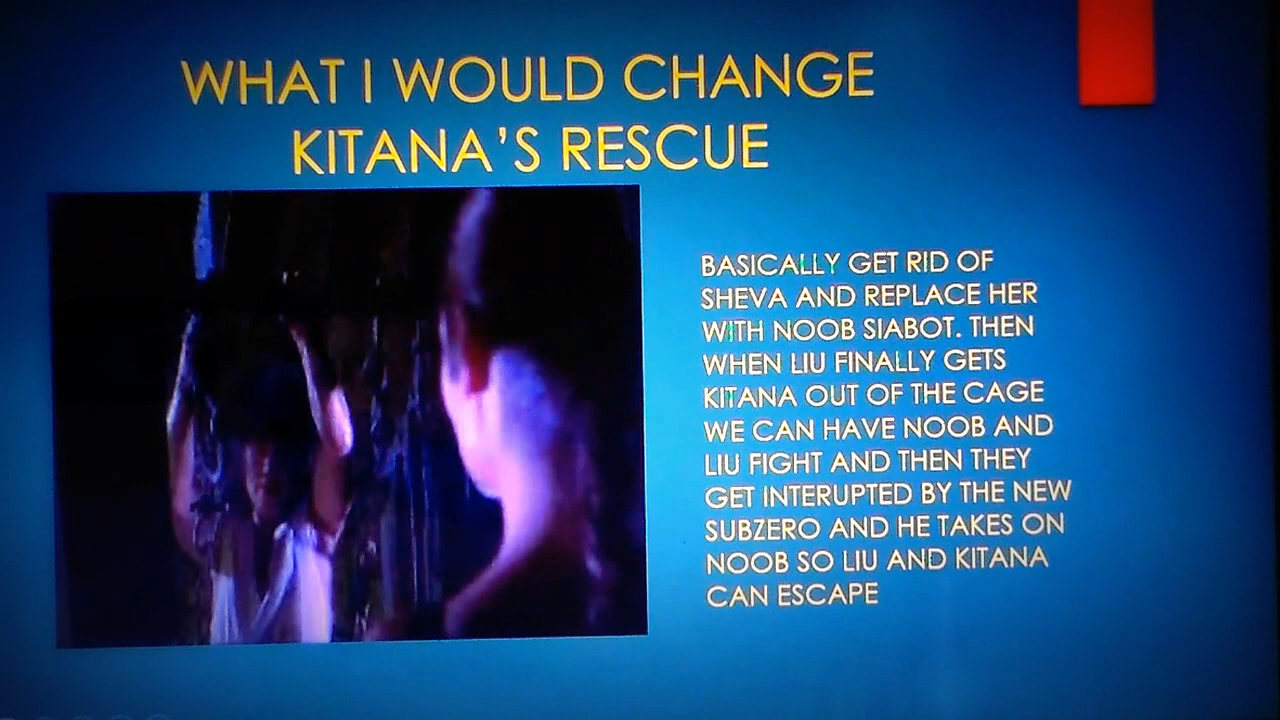 WHAT I WOULD CHANGE
KITANA'S RESCUE
BASICALLY GET RID OF
SHEVA AND REPLACE HER
WITH NOOB SIABOT. THEN
WHEN LIU FINALLY GETS
KITANA OUT OF THE CAGE
WE CAN HAVE NOOB AND
LIU FIGHT AND THEN THEY
GET INTERUPTED BY THE NEW
SUBZERO AND HE TAKES ON
NOOB SO LIU AND KITANA
CAN ESCAPE